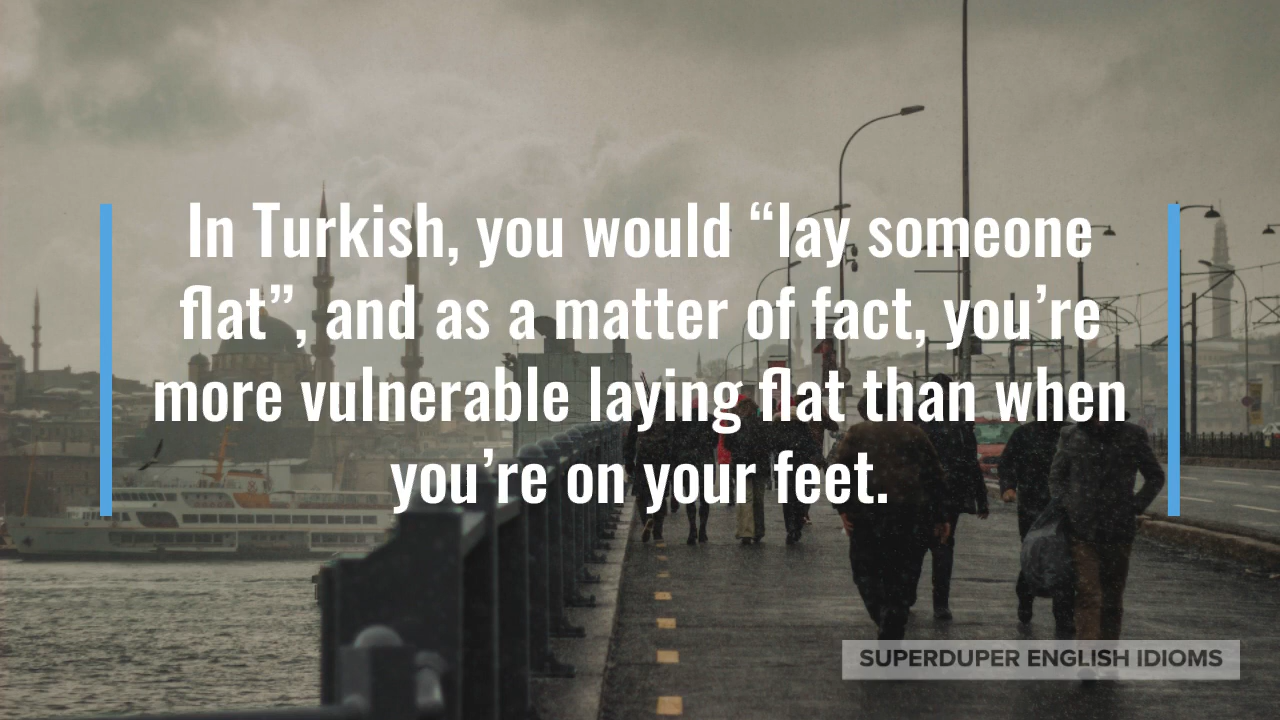 In Turkish, you would “lay someone
flat”, and as a matter of fact, you’re
more vulnerable laying flat than when
you’re on your feet.
SUPERDUPER ENGLISH IDIOMS